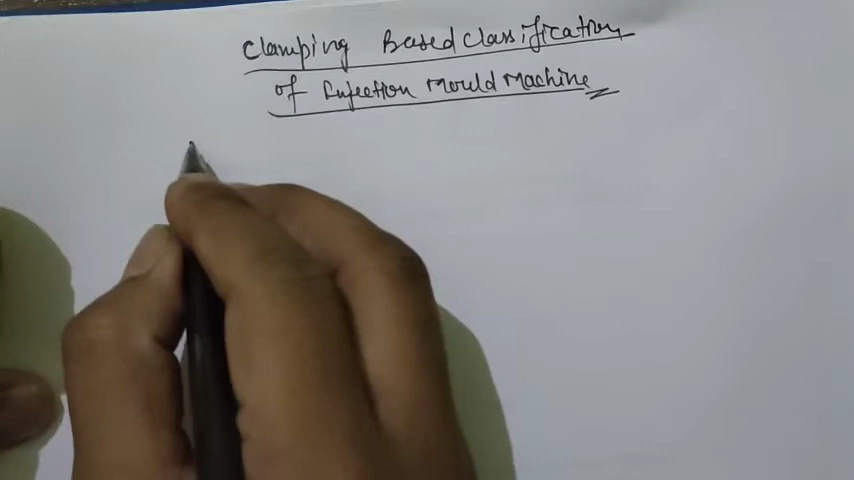 Clamping Based Classification
of Injection Mould Machine